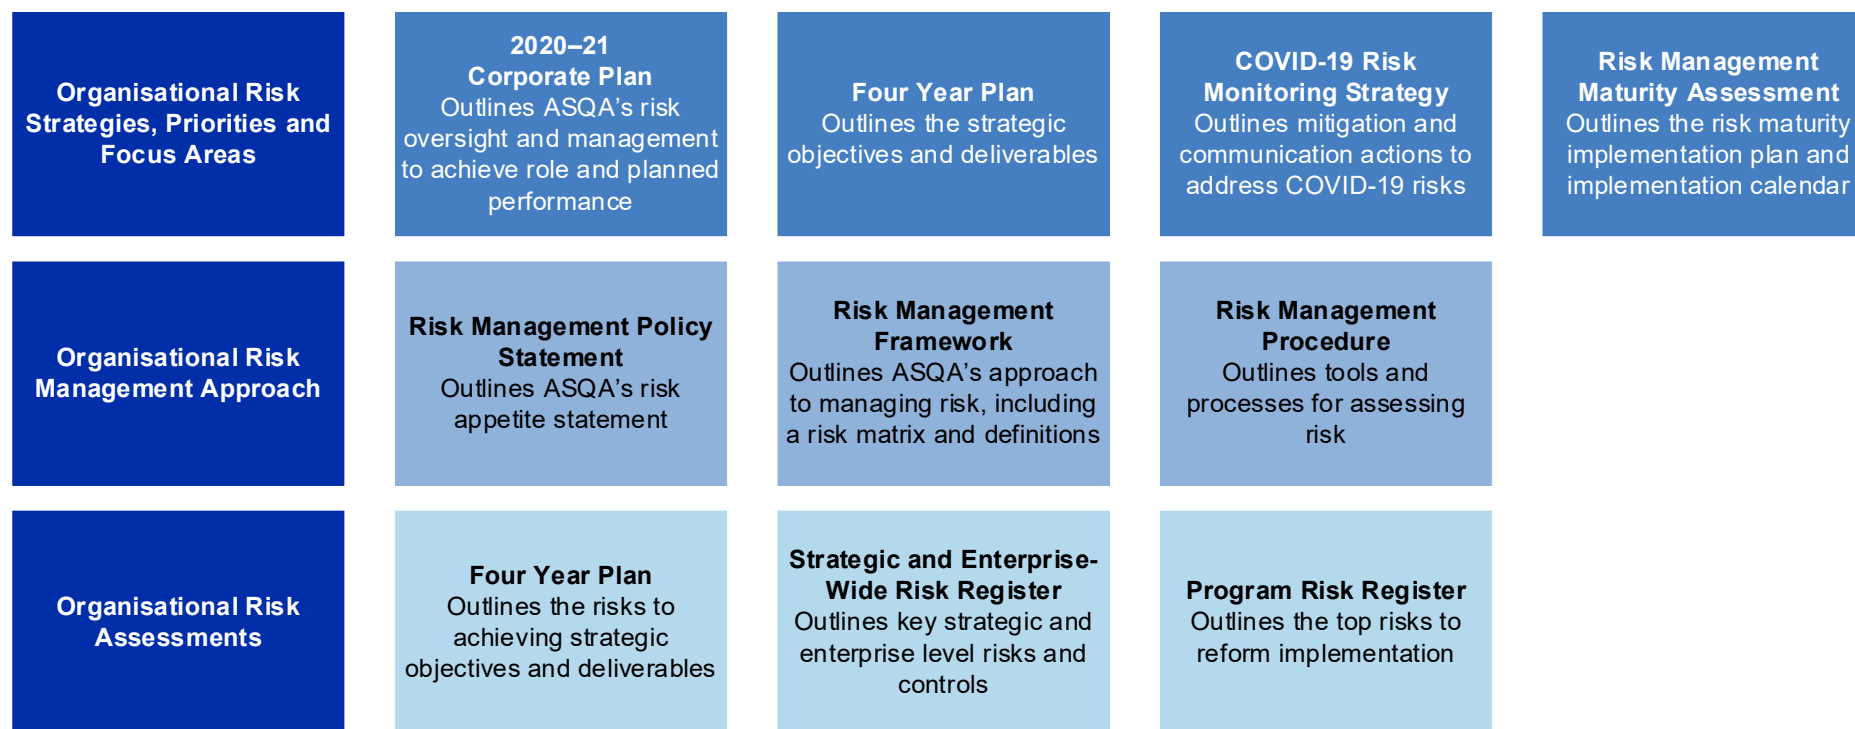 Organisational Risk
Strategies, Priorities and
Focus Areas
2020–21
Corporate Plan
Outlines ASQA's risk
oversight and management
to achieve role and planned
performance
Four Year Plan
Outlines the strategic
objectives and deliverables
COVID-19 Risk
Monitoring Strategy
Outlines mitigation and
communication actions to
address COVID-19 risks
Risk Management
Maturity Assessment
Outlines the risk maturity
implementation plan and
implementation calendar
Organisational Risk
Management Approach
Risk Management Policy
Statement
Outlines ASQA's risk
appetite statement
Risk Management
Framework
Outlines ASQA's approach
to managing risk, including
a risk matrix and definitions
Risk Management
Procedure
Outlines tools and
processes for assessing
risk
Organisational Risk
Assessments
Four Year Plan
Outlines the risks to
achieving strategic
objectives and deliverables
Strategic and Enterprise-
Wide Risk Register
Outlines key strategic and
enterprise level risks and
controls
Program Risk Register
Outlines the top risks to
reform implementation